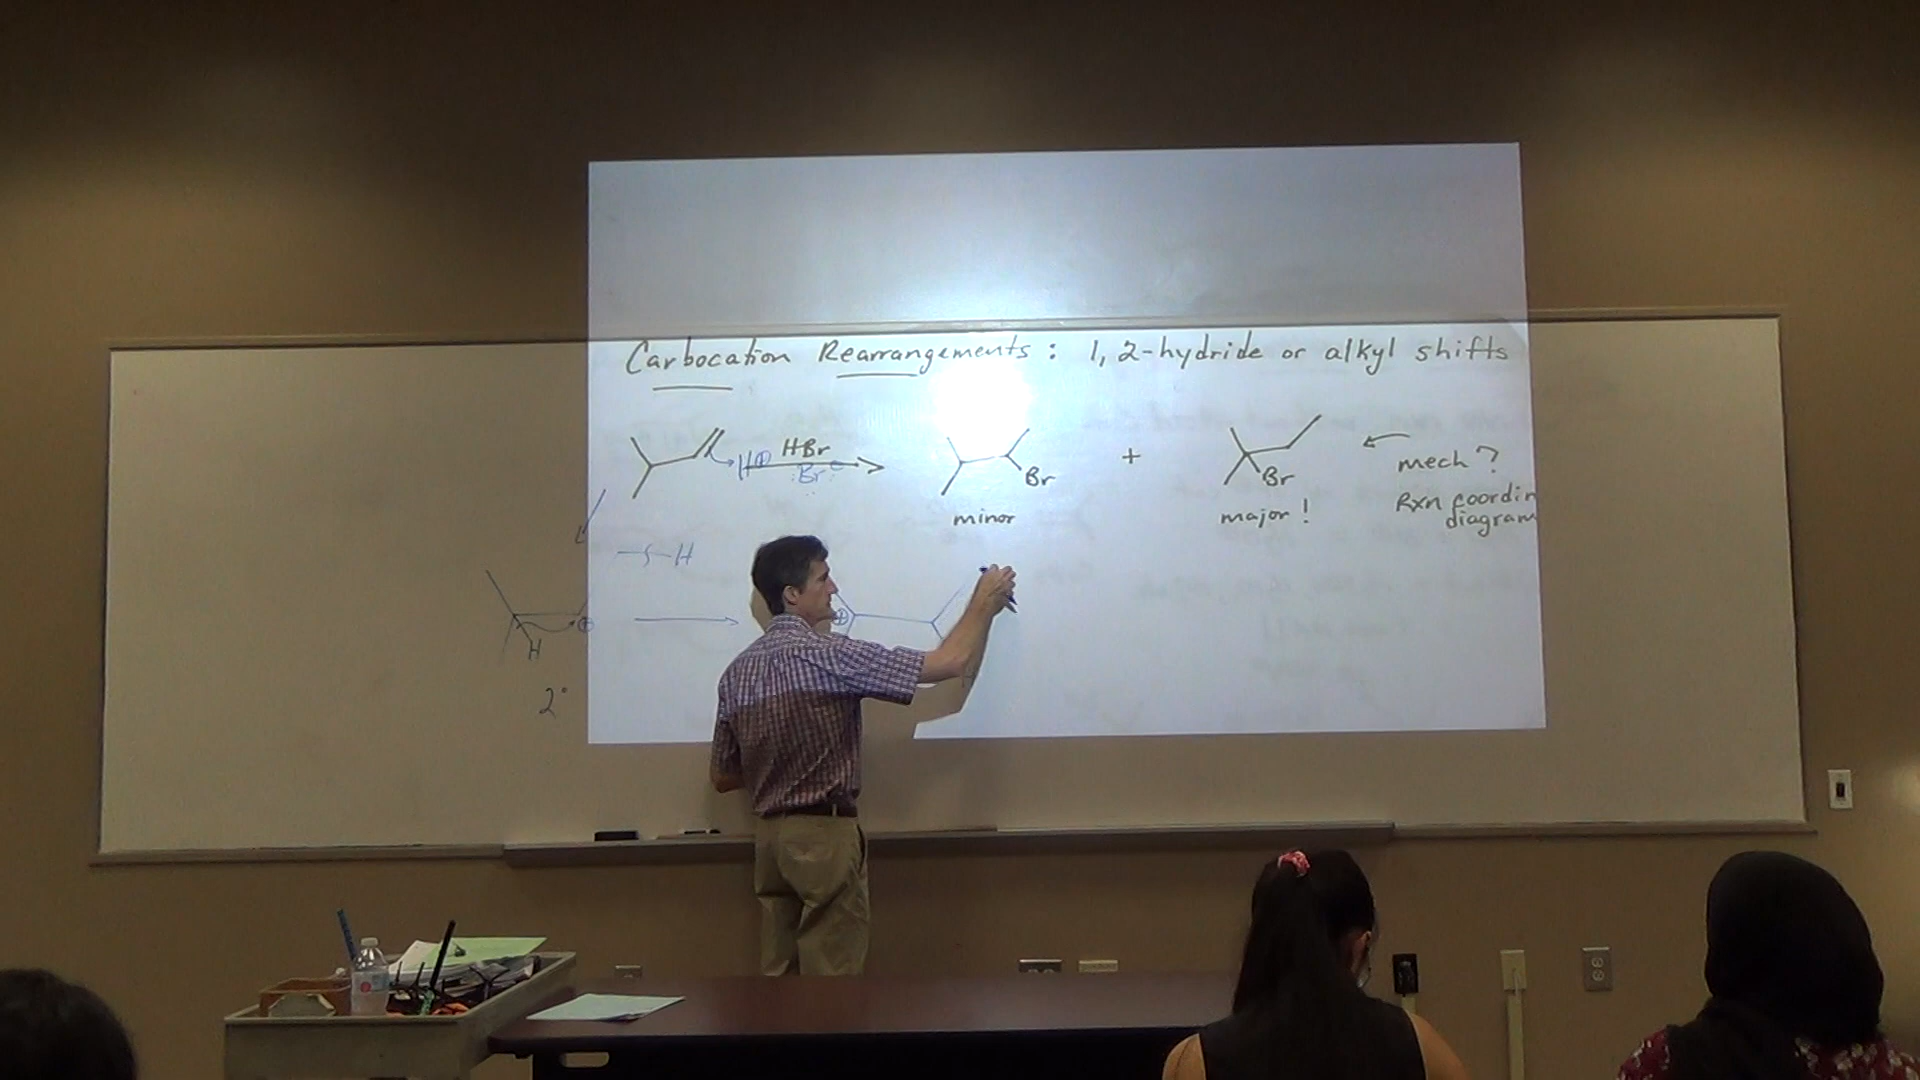 Carbocation Rearrangements: 1, 2-hydride or alkyl shifts
H⊕ HBr
:Br:⊖
Br
+
Br
mech?
minor
major!
Rxn coordin
diagram
H
⊕
⊕
H
2°